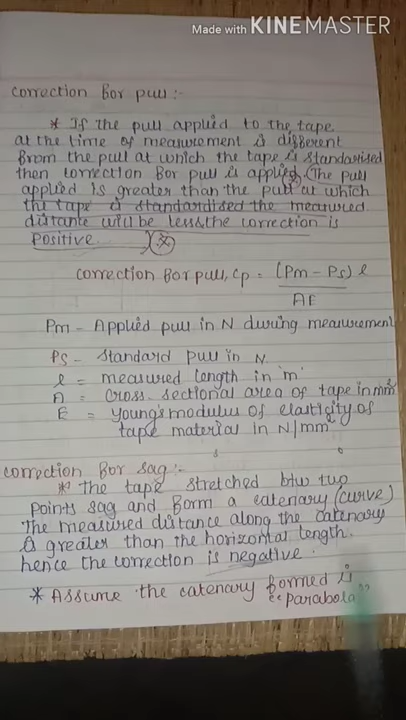 Made with KINEMASTER
Correction for pull :-
* If the pull applied to the tape
at the time of measurement is different
from the pull at which the tape is standarised
then correction for pull is applied. The pull
applied is greater than the pull at which
the tape is standardised the measured
distance will be less & the correction is
positive.
correction for pull, Cp = (Pm - Ps) l
AE
Pm - Applied pull in N during measurement
Ps - Standard pull in N.
l = measured length in 'm'
A = Cross sectional area of tape in mm²
E = Young's modulus of elasticity of
tape material in N/mm²
Correction for sag :-
* The tape stretched b/w two
points sag and form a catenary (curve)
The measured distance along the catenary
is greater than the horizontal length.
hence the correction is negative.
* Assume the catenary formed is
"parabola"